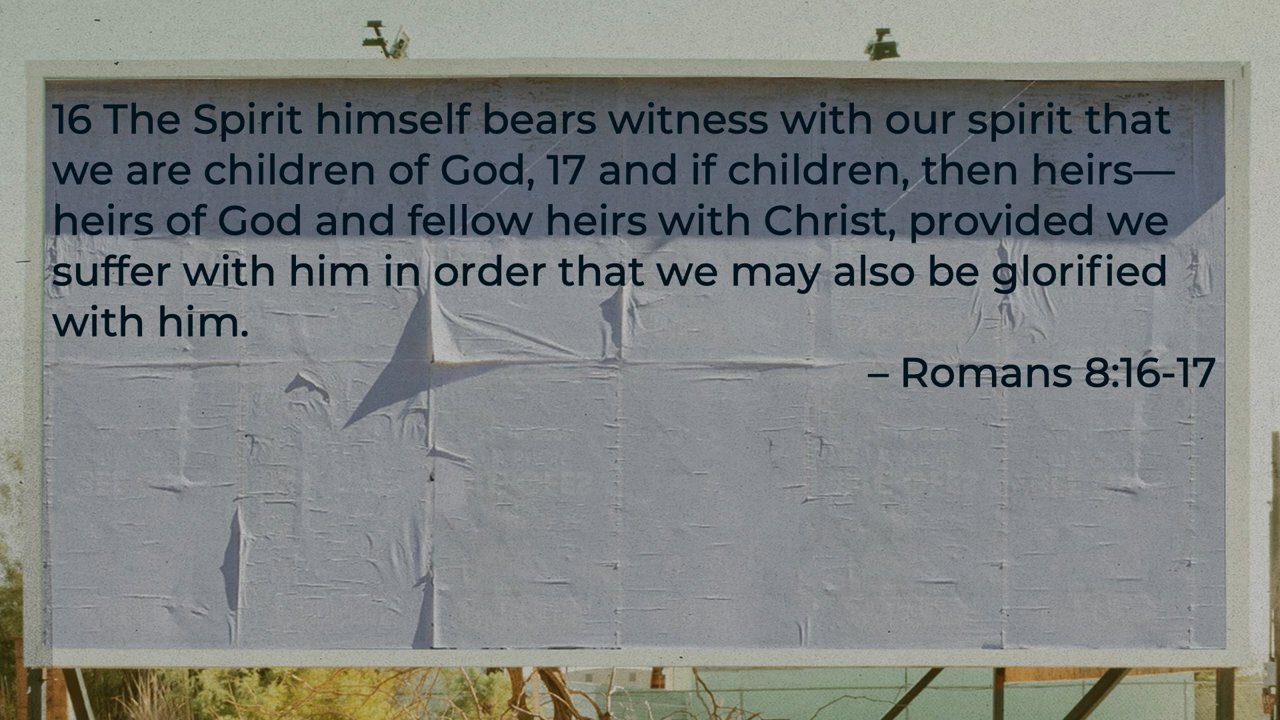 16 The Spirit himself bears witness with our spirit that
we are children of God, 17 and if children, then heirs—
heirs of God and fellow heirs with Christ, provided we
suffer with him in order that we may also be glorified
with him.
– Romans 8:16-17